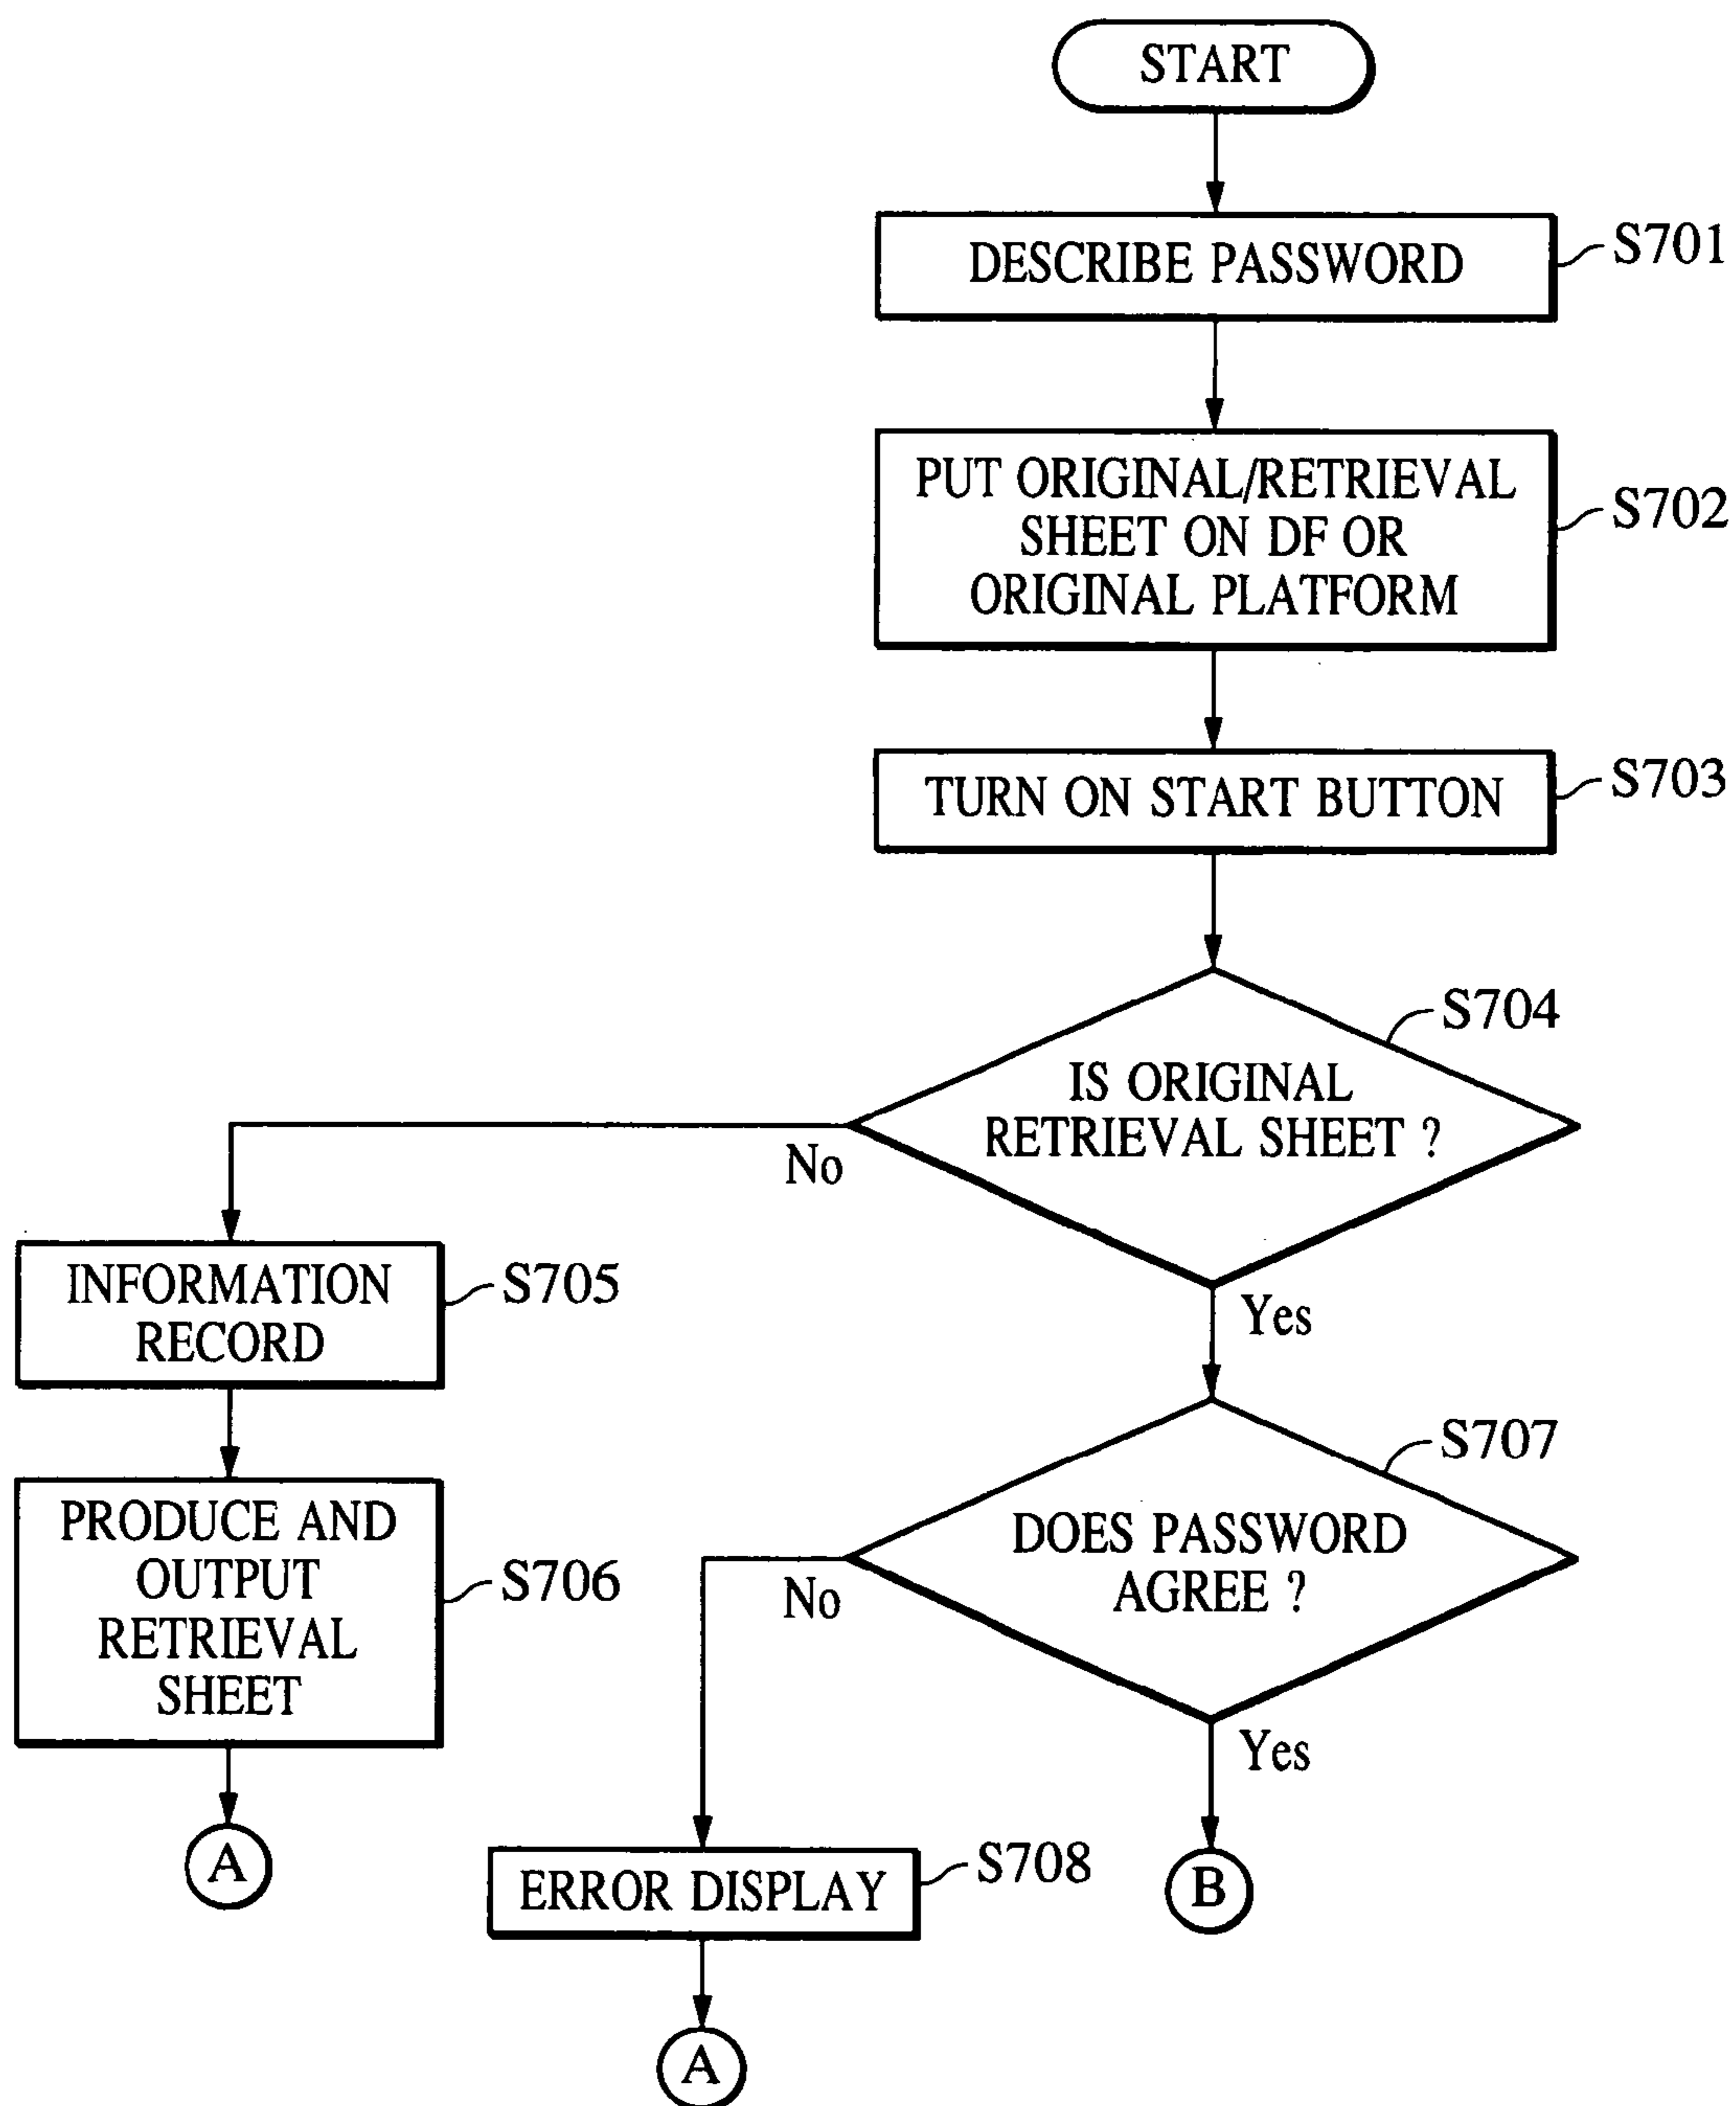 START
DESCRIBE PASSWORD
S701
PUT ORIGINAL/RETRIEVAL
SHEET ON DF OR
ORIGINAL PLATFORM
S702
TURN ON START BUTTON
S703
S704
IS ORIGINAL
RETRIEVAL SHEET ?
No
Yes
INFORMATION
RECORD
S705
PRODUCE AND
OUTPUT
RETRIEVAL
SHEET
S706
A
S707
DOES PASSWORD
AGREE ?
No
Yes
ERROR DISPLAY
S708
B
A